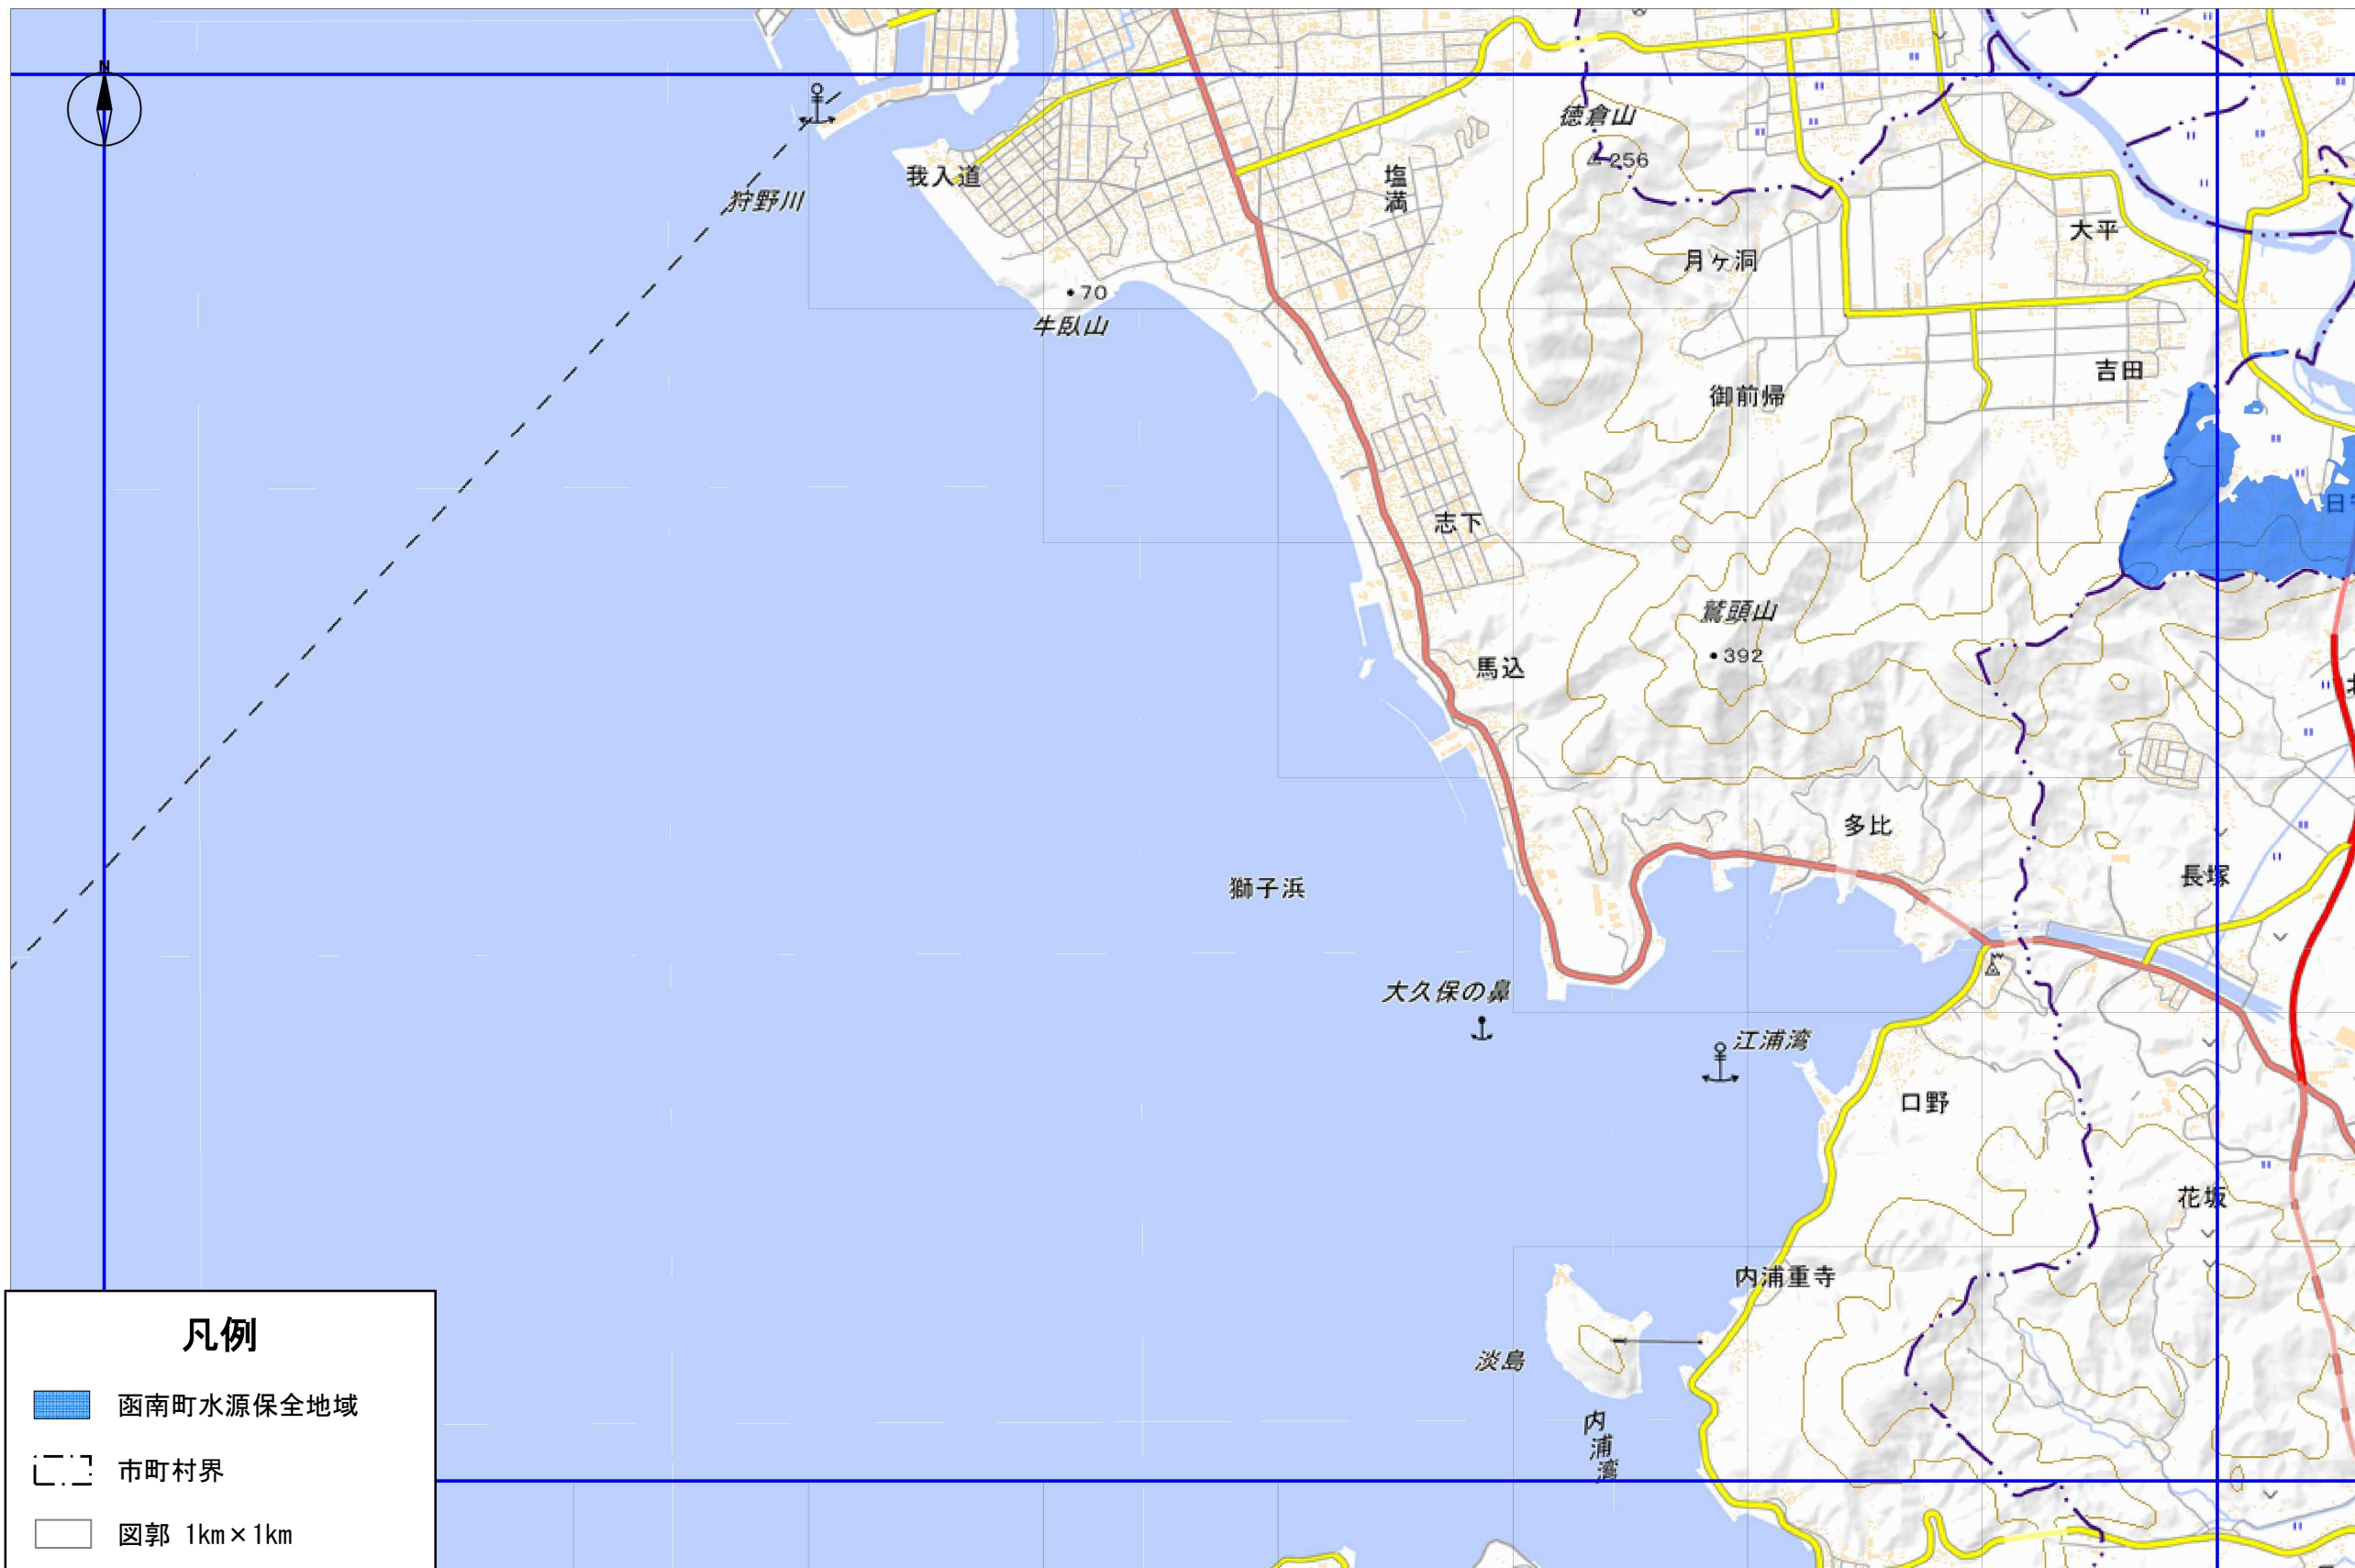 N
徳倉山
256
我入道
狩野川
塩満
月ヶ洞
大平
70
牛臥山
吉田
御前帰
志下
鷲頭山
392
馬込
多比
長塚
獅子浜
大久保の鼻
江浦湾
口野
花坂
内浦重寺
淡島
内浦湾
凡例
函南町水源保全地域
市町村界
図郭 1km×1km